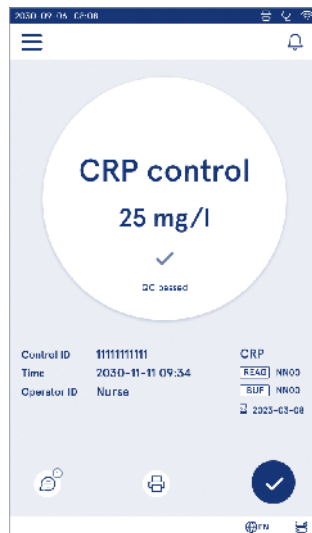 2030-09-06 08:08
CRP control
25 mg/l
QC passed
Control ID 11111111111 CRP
Time 2030-11-11 09:34 REAG NN00
Operator ID Nurse BUF NN00
2023-03-08
EN